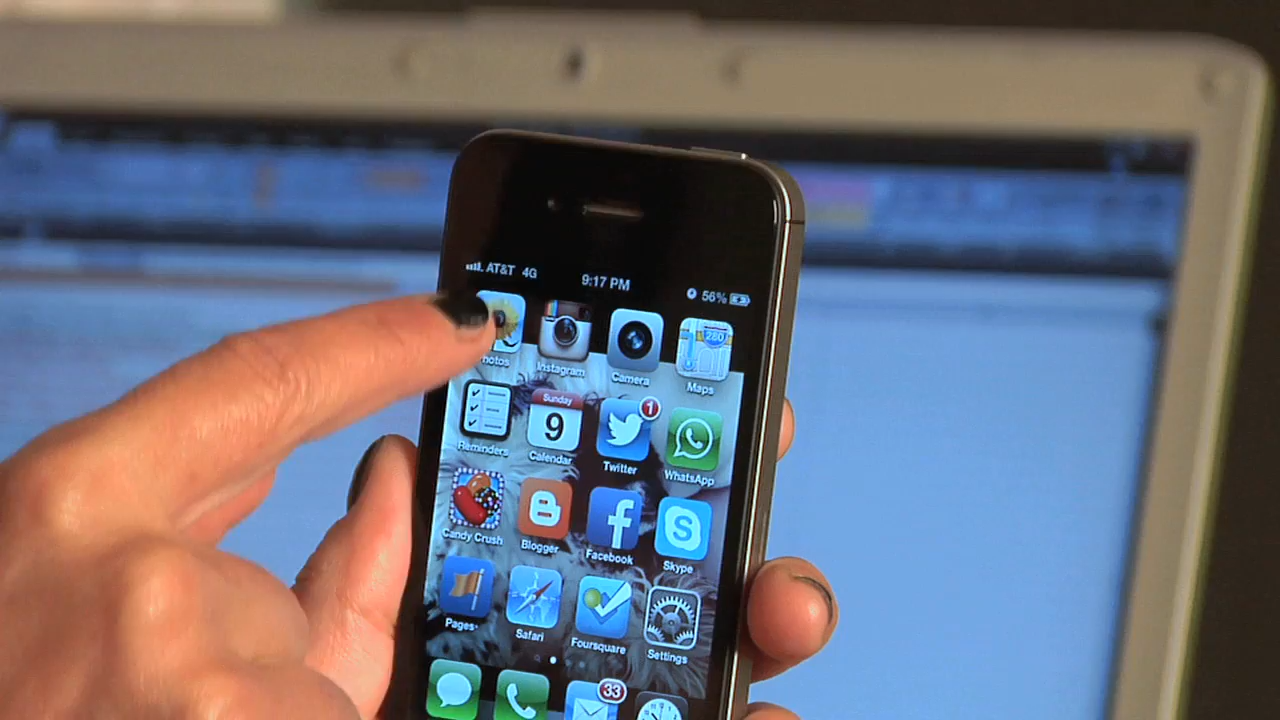 AT&T 4G 9:17 PM 56%
Photos Instagram Camera Maps
280
Sunday
9
1
Reminders Calendar Twitter WhatsApp
Candy Crush Blogger Facebook Skype
Pages Safari Foursquare Settings
33